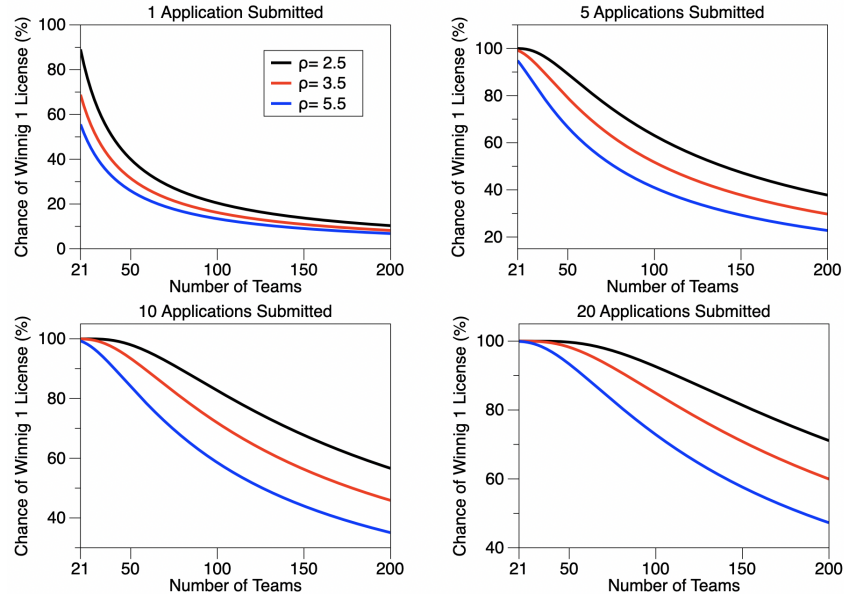 1 Application Submitted
Chance of Winnig 1 License (%)
100
80
60
40
20
0
ρ= 2.5
ρ= 3.5
ρ= 5.5
21 50 100 150 200
Number of Teams
5 Applications Submitted
Chance of Winnig 1 License (%)
100
80
60
40
20
21 50 100 150 200
Number of Teams
10 Applications Submitted
Chance of Winnig 1 License (%)
100
80
60
40
21 50 100 150 200
Number of Teams
20 Applications Submitted
Chance of Winnig 1 License (%)
100
80
60
40
21 50 100 150 200
Number of Teams